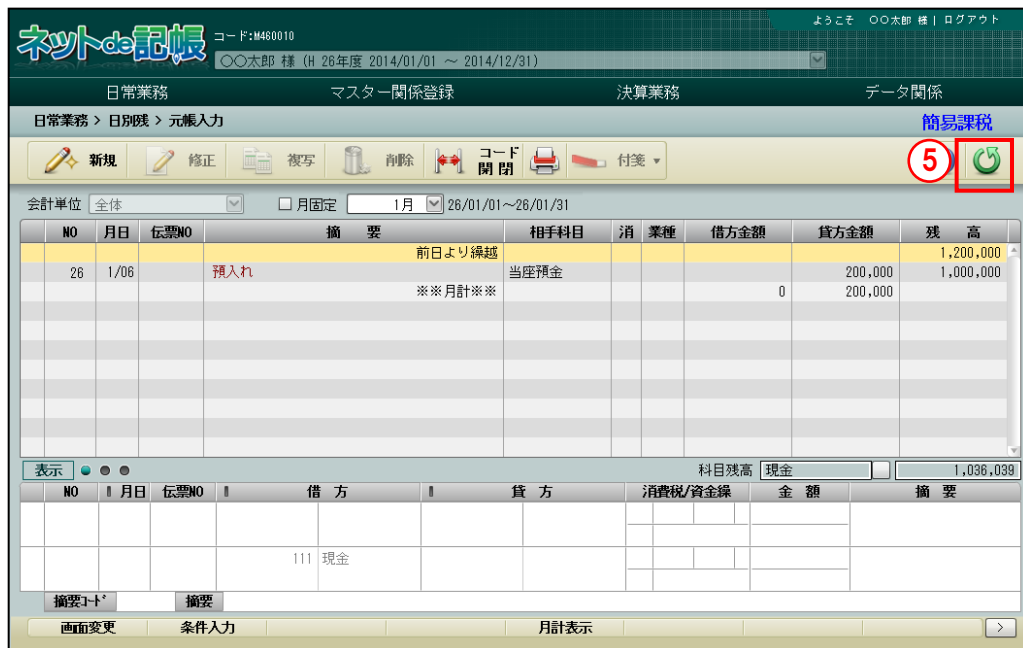 ようこそ 〇〇太郎 様 | ログアウト
ネットde記帳 コード:M460010
〇〇太郎 様 (H 26年度 2014/01/01 ～ 2014/12/31)
日常業務 マスター関係登録 決算業務 データ関係
日常業務 > 日別残 > 元帳入力 簡易課税
新規 修正 複写 削除 コード開閉 付箋 ⑤
会計単位 全体 月固定 1月 26/01/01～26/01/31
NO 月日 伝票NO 摘 要 相手科目 消 業種 借方金額 貸方金額 残 高
前日より繰越 1,200,000
26 1/06 預入れ 当座預金 200,000 1,000,000
※※月計※※ 0 200,000
表示 科目残高 現金 1,036,039
NO 月日 伝票NO 借 方 貸 方 消費税/資金繰 金 額 摘 要
111 現金
摘要ｺｰﾄﾞ 摘要
画面変更 条件入力 月計表示 >